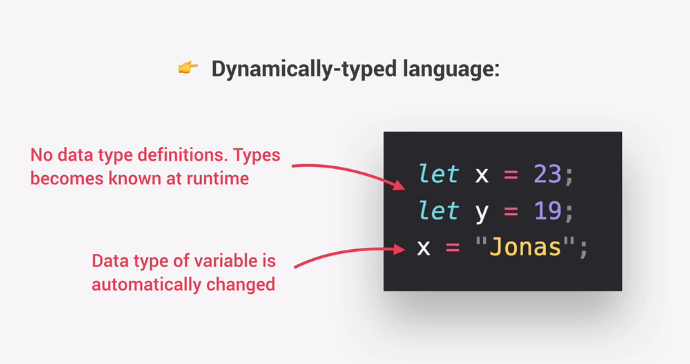 👉 Dynamically-typed language:
No data type definitions. Types
becomes known at runtime
let x = 23;
let y = 19;
x = "Jonas";
Data type of variable is
automatically changed